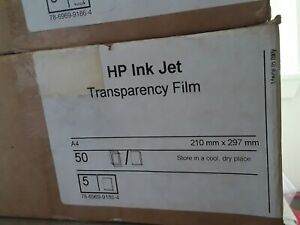 78-6969-9186-4
HP Ink Jet
Transparency Film
Made in Italy
A4 210 mm x 297 mm
50 / Store in a cool, dry place
5
78-6969-9186-4